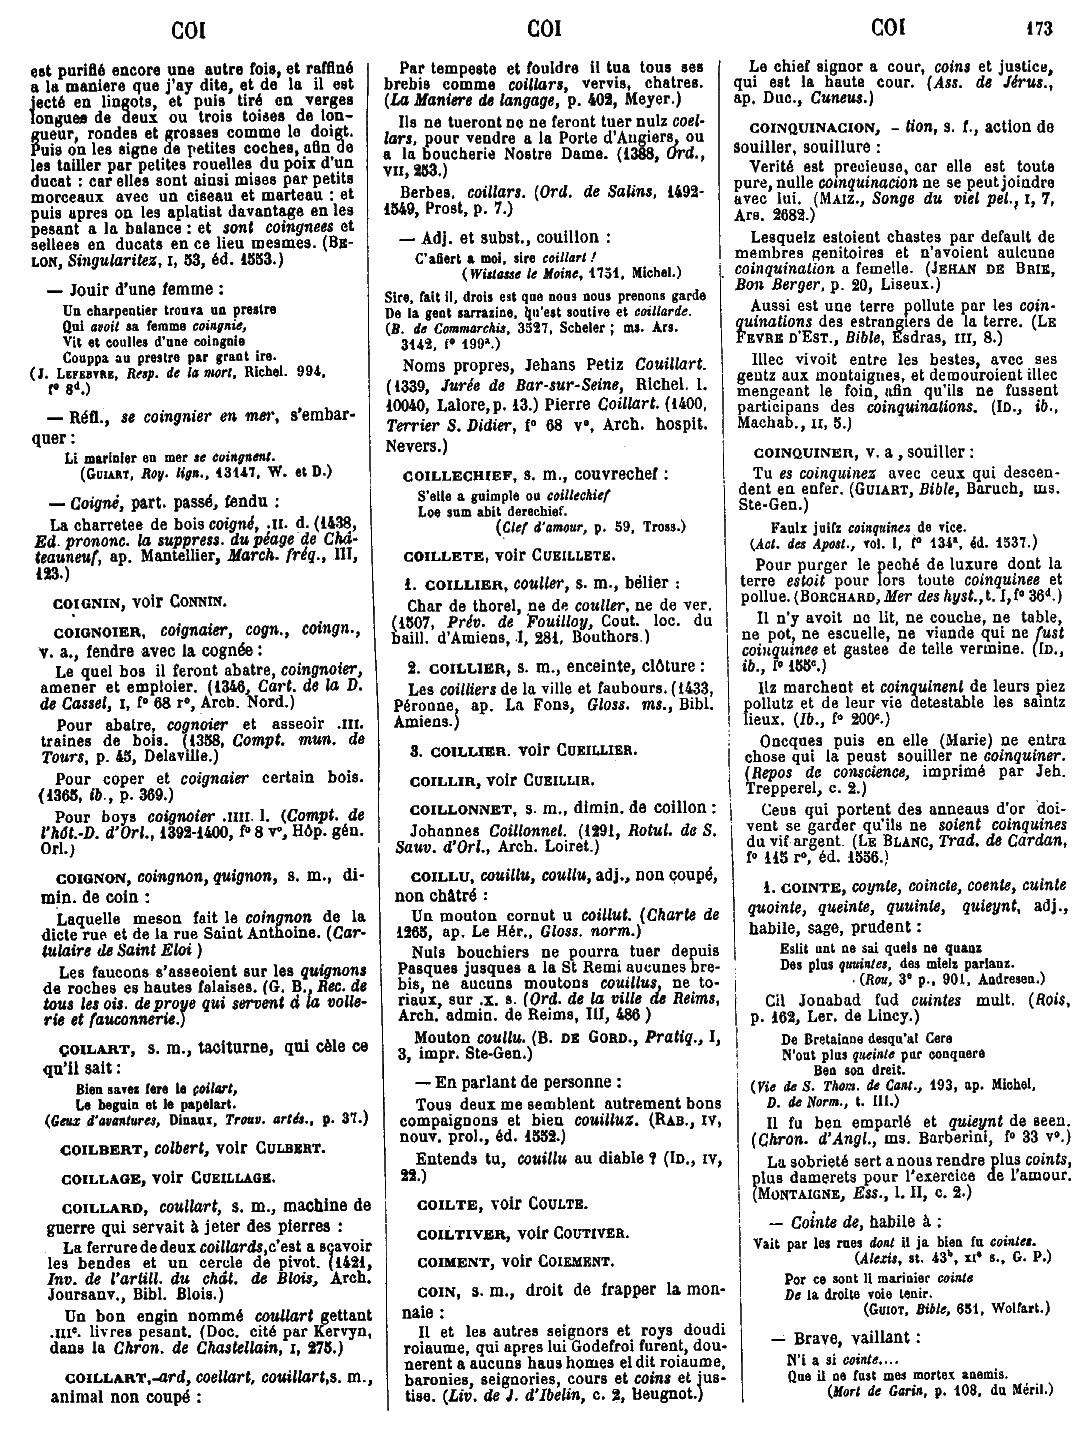 COI
COI
COI 173
est purifié encore une autre fois, et raffiné
a la maniere que j'ay dite, et de la il est
jecté en lingots, et puis tiré en verges
longues de deux ou trois toises de lon-
gueur, rondes et grosses comme le doigt.
Puis on les signe de petites coches, afin de
les tailler par petites rouelles du poix d'un
ducat : car elles sont ainsi mises par petits
morceaux avec un ciseau et marteau : et
puis apres on les aplatist davantage en les
pesant a la balance : et sont coingnees et
sellees en ducats en ce lieu mesmes. (BE-
LON, Singularitez, I, 53, éd. 1553.)
— Jouir d'une femme :
Un charpentier trouva un prestre
Qui avoit sa femme coingnie,
Vit et coulles d'une coingnie
Couppa au prestre par grant ire.
(J. LEFEBVRE, Resp. de la mort, Richel. 994,
f° 8ᵈ.)
— Réfl., se coingnier en mer, s'embar-
quer :
Li marinier en mer se coingnent.
(GUIART, Roy. lign., 13147, W. et D.)
— Coigné, part. passé, fendu :
La charretee de bois coigné, .II. d. (1438,
Ed. prononc. la suppress. du péage de Châ-
teauneuf, ap. Mantellier, March. fréq., III,
123.)
COIGNIN, voir CONNIN.
COIGNOIER, coignaier, cogn., coingn.,
v. a., fendre avec la cognée :
Le quel bos il feront abatre, coingnoier,
amener et emploier. (1346, Cart. de la D.
de Cassel, I, f° 68 r°, Arch. Nord.)
Pour abatre, cognoier et asseoir .III.
traines de bois. (1358, Compt. mun. de
Tours, p. 45, Delaville.)
Pour coper et coignaier certain bois.
(1365, ib., p. 369.)
Pour boys coignoier .IIII. l. (Compt. de
l'hôt.-D. d'Orl., 1392-1400, f° 8 v°, Hôp. gén.
Orl.)
COIGNON, coingnon, quignon, s. m., di-
min. de coin :
Laquelle meson fait le coingnon de la
dicte rue et de la rue Saint Anthoine. (Car-
tulaire de Saint Eloi )
Les faucons s'asseoient sur les quignons
de roches es hautes falaises. (G. B., Rec. de
tous les ois. de proye qui servent à la volle-
rie et fauconnerie.)
ÇOILART, s. m., taciturne, qui cèle ce
qu'il sait :
Bien savez fere le çoilart,
Le beguin et le papelart.
(Geux d'avantures, Dinaux, Trouv. artés., p. 37.)
COILBERT, colbert, voir CULBERT.
COILLAGE, voir CUEILLAGE.
COILLARD, coullart, s. m., machine de
guerre qui servait à jeter des pierres :
La ferrure de deux coillards, c'est a sçavoir
les bendes et un cercle de pivot. (1421,
Inv. de l'artill. du chât. de Blois, Arch.
Joursanv., Bibl. Blois.)
Un bon engin nommé coullart gettant
.IIIᶜ. livres pesant. (Doc. cité par Kervyn,
dans la Chron. de Chastellain, I, 275.)
COILLART,-ard, coellart, couillart,s. m.,
animal non coupé :
Par tempeste et fouldre il tua tous ses
brebis comme coillars, vervis, chatres.
(La Maniere de langage, p. 402, Meyer.)
Ils ne tueront ne ne feront tuer nulz coel-
lars, pour vendre a la Porte d'Angiers, ou
a la boucherie Nostre Dame. (1388, Ord.,
VII, 253.)
Berbes, coillars. (Ord. de Salins, 1492-
1549, Prost, p. 7.)
— Adj. et subst., couillon :
C'afiert a moi, sire coillart !
(Wistasse le Moine, 1751, Michel.)
Sire, fait il, drois est que nous nous prenons garde
De la gent sarrazine, qu'est soutive et coillarde.
(B. de Commarchis, 3527, Scheler ; ms. Ars.
3142, f° 199ᵃ.)
Noms propres, Jehans Petiz Couillart.
(1339, Jurée de Bar-sur-Seine, Richel. l.
10040, Lalore, p. 13.) Pierre Coillart. (1400,
Terrier S. Didier, f° 68 v°, Arch. hospit.
Nevers.)
COILLECHIEF, s. m., couvrechef :
S'elle a guimple ou coillechief
Loe sum abit derechief.
(Clef d'amour, p. 59, Tross.)
COILLETE, voir CUEILLETE.
1. COILLIER, couller, s. m., bélier :
Char de thorel, ne de couller, ne de ver.
(1507, Prév. de Fouilloy, Cout. loc. du
baill. d'Amiens, I, 281, Bouthors.)
2. COILLIER, s. m., enceinte, clôture :
Les coilliers de la ville et faubours. (1433,
Péronne, ap. La Fons, Gloss. ms., Bibl.
Amiens.)
3. COILLIER. voir CUEILLIER.
COILLIR, voir CUEILLIR.
COILLONNET, s. m., dimin. de coillon :
Johannes Coillonnel. (1291, Rotul. de S.
Sauv. d'Orl., Arch. Loiret.)
COILLU, couillu, coullu, adj., non coupé,
non châtré :
Un mouton cornut u coillut. (Charte de
1265, ap. Le Hér., Gloss. norm.)
Nuls bouchiers ne pourra tuer depuis
Pasques jusques a la St Remi aucunes bre-
bis, ne aucuns moutons couillus, ne to-
riaux, sur .x. s. (Ord. de la ville de Reims,
Arch. admin. de Reims, III, 486 )
Mouton coullu. (B. DE GORD., Pratiq., I,
3, impr. Ste-Gen.)
— En parlant de personne :
Tous deux me semblent autrement bons
compaignons et bien couilluz. (RAB., IV,
nouv. prol., éd. 1552.)
Entends tu, couillu au diable ? (ID., IV,
22.)
COILTE, voir COULTE.
COILTIVER, voir COUTIVER.
COIMENT, voir COIEMENT.
COIN, s. m., droit de frapper la mon-
naie :
Il et les autres seignors et roys doudi
roiaume, qui apres lui Godefroi furent, dou-
nerent a aucuns haus homes el dit roiaume,
baronies, seignories, cours et coins et jus-
tise. (Liv. de J. d'Ibelin, c. 2, Beugnot.)
Le chief signor a cour, coins et justice,
qui est la haute cour. (Ass. de Jérus.,
ap. Duc., Cuneus.)
COINQUINACION, - tion, s. f., action de
souiller, souillure :
Verité est precieuse, car elle est toute
pure, nulle coinquinacion ne se peut joindre
avec lui. (MAIZ., Songe du viel pel., I, 7,
Ars. 2682.)
Lesquelz estoient chastes par default de
membres genitoires et n'avoient aulcune
coinquination a femelle. (JEHAN DE BRIE,
Bon Berger, p. 20, Liseux.)
Aussi est une terre pollute par les coin-
quinations des estrangiers de la terre. (LE
FEVRE D'EST., Bible, Esdras, III, 8.)
Illec vivoit entre les bestes, avec ses
gentz aux montaignes, et demouroient illec
mengeant le foin, afin qu'ils ne fussent
participans des coinquinations. (ID., ib.,
Machab., II, 5.)
COINQUINER, v. a , souiller :
Tu es coinquinez avec ceux qui descen-
dent en enfer. (GUIART, Bible, Baruch, ms.
Ste-Gen.)
Faulx juifz coinquinez de vice.
(Act. des Apost., vol. I, f° 134ᵃ, éd. 1537.)
Pour purger le peché de luxure dont la
terre estoit pour lors toute coinquinee et
pollue. (BORCHARD, Mer des hyst., t. I, f° 36ᵈ.)
Il n'y avoit ne lit, ne couche, ne table,
ne pot, ne escuelle, ne viande qui ne fust
coinquinee et gastee de telle vermine. (ID.,
ib., f° 155ᶜ.)
Ilz marchent et coinquinent de leurs piez
pollutz et de leur vie detestable les saintz
lieux. (Ib., f° 200ᶜ.)
Oncques puis en elle (Marie) ne entra
chose qui la peust souiller ne coinquiner.
(Repos de conscience, imprimé par Jeh.
Trepperel, c. 2.)
Ceus qui portent des anneaus d'or doi-
vent se garder qu'ils ne soient coinquines
du vif argent. (LE BLANC, Trad. de Cardan,
f° 115 r°, éd. 1556.)
1. COINTE, coynte, coincte, coente, cuinte
quointe, queinte, quuinte, quieynt, adj.,
habile, sage, prudent :
Eslit unt ne sai quels ne quanz
Des plus quuintes, des mielz parlanz.
(Rou, 3ᵉ p., 901, Andresen.)
Cil Jonabad fud cuintes mult. (Rois,
p. 162, Ler. de Lincy.)
De Bretainne desqu'al Cere
N'out plus queinte pur conquere
Ben son dreit.
(Vie de S. Thom. de Cant., 193, ap. Michel,
D. de Norm., t. III.)
Il fu ben emparlé et quieynt de seen.
(Chron. d'Angl., ms. Barberini, f° 33 v°.)
La sobrieté sert a nous rendre plus coints,
plus damerets pour l'exercice de l'amour.
(MONTAIGNE, Ess., l. II, c. 2.)
— Cointe de, habile à :
Vait par les rues dont il ja bien fu cointes.
(Alexis, st. 43ᵇ, XIᵉ s., G. P.)
Por ce sont li marinier cointe
De la droite voie tenir.
(GUIOT, Bible, 651, Wolfart.)
— Brave, vaillant :
N'i a si cointe....
Que il ne fust mes mortex anemis.
(Mort de Garin, p. 108, du Méril.)